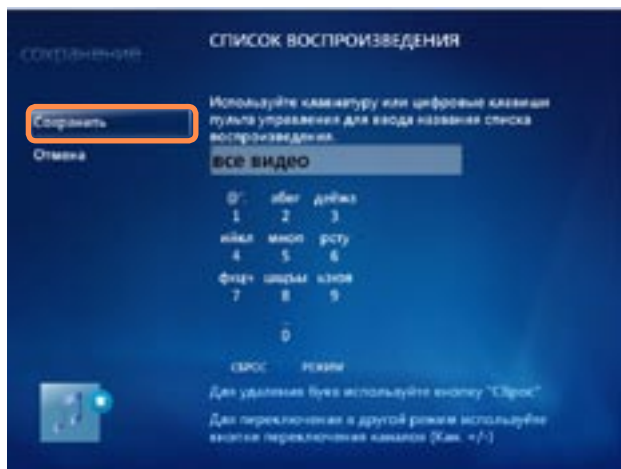 сохранение
СПИСОК ВОСПРОИЗВЕДЕНИЯ
Сохранить
Отмена
Используйте клавиатуру или цифровые клавиши
пульта управления для ввода названия списка
воспроизведения.
все видео
абвг деёжз
1 2 3
ийкл мноп рсту
4 5 6
фхцч шщъы ьэюя
7 8 9
0
СБРОС РЕЖИМ
Для удаления букв используйте кнопку "Сброс"
Для переключения в другой режим используйте
кнопки переключения каналов (Кан. +/-)